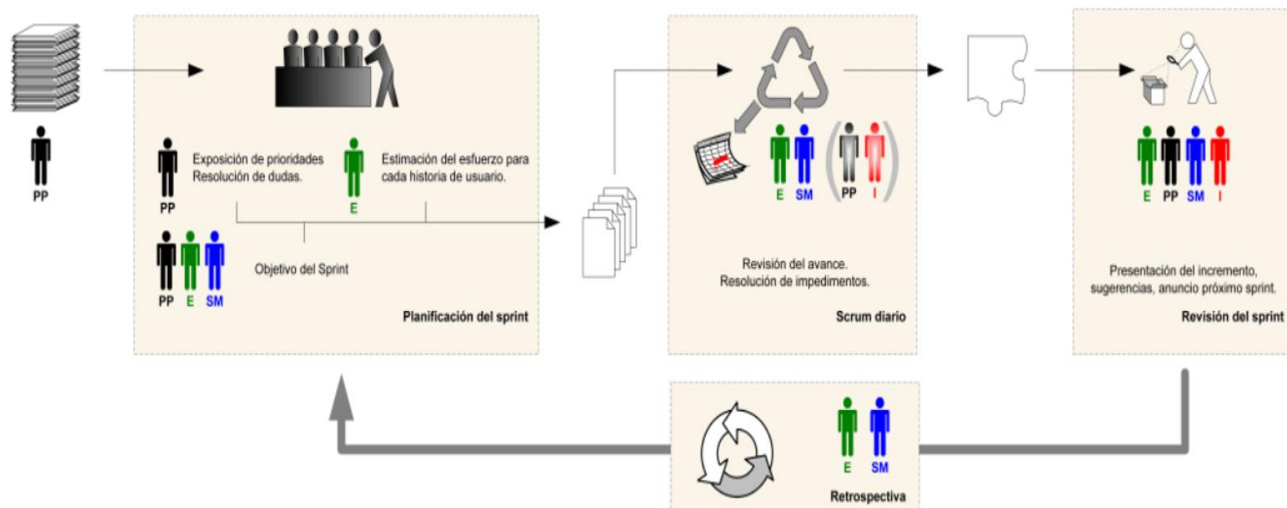 PP
Exposición de prioridades
Resolución de dudas.
PP
Estimación del esfuerzo para
cada historia de usuario.
E
Objetivo del Sprint
PP E SM
Planificación del sprint
E SM (PP I)
Revisión del avance.
Resolución de impedimentos.
Scrum diario
E PP SM I
Presentación del incremento,
sugerencias, anuncio próximo sprint.
Revisión del sprint
E SM
Retrospectiva